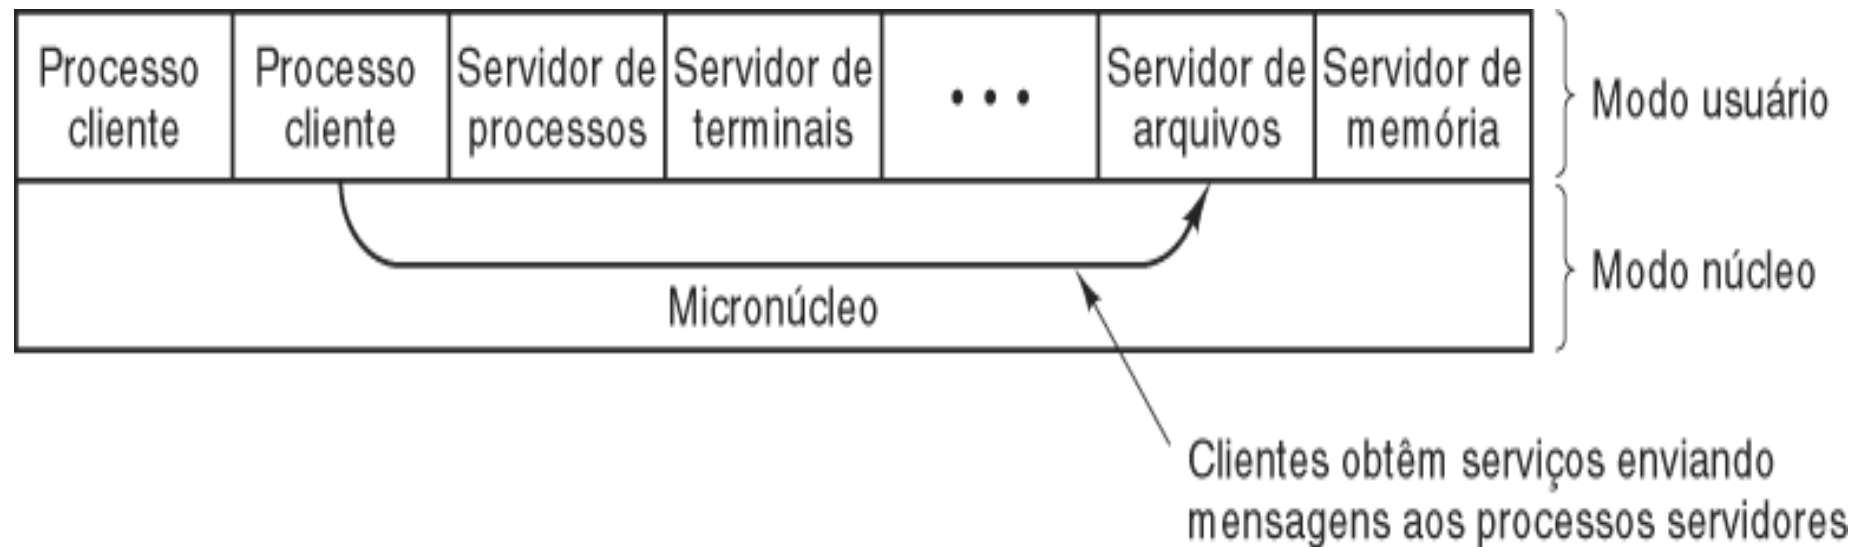 Processo
cliente
Processo
cliente
Servidor de
processos
Servidor de
terminais
• • •
Servidor de
arquivos
Servidor de
memória
Modo usuário
Micronúcleo
Modo núcleo
Clientes obtêm serviços enviando
mensagens aos processos servidores